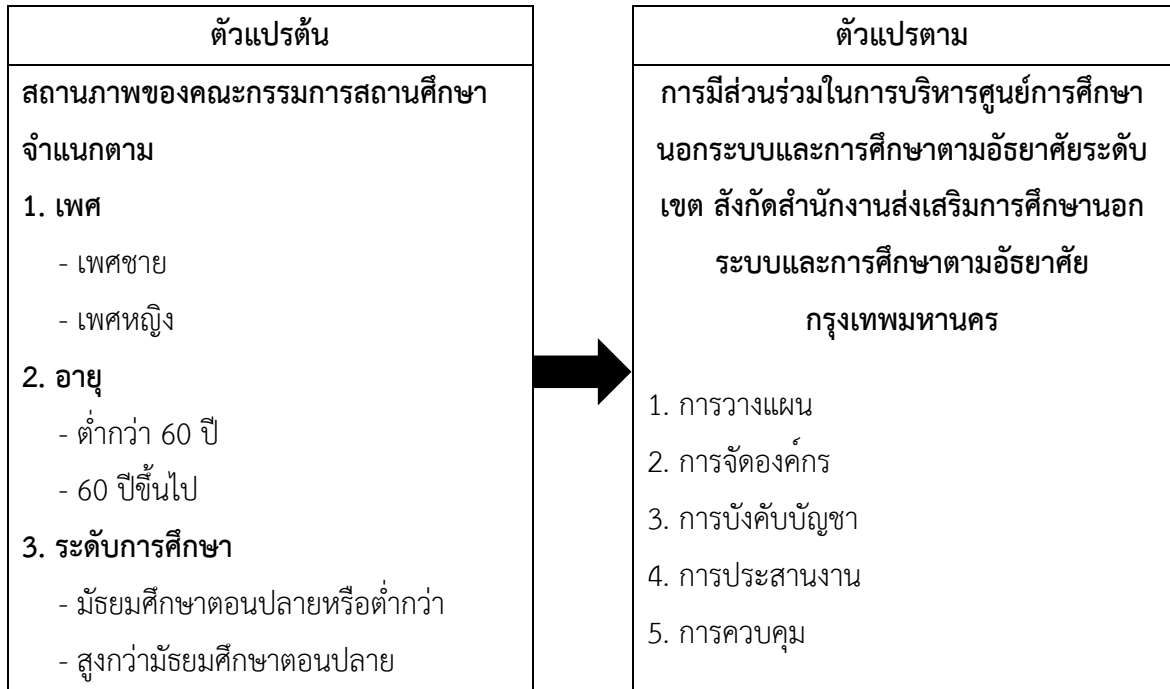 ตัวแปรต้น
สถานภาพของคณะกรรมการสถานศึกษา
จำแนกตาม
1. เพศ
- เพศชาย
- เพศหญิง
2. อายุ
- ต่ำกว่า 60 ปี
- 60 ปีขึ้นไป
3. ระดับการศึกษา
- มัธยมศึกษาตอนปลายหรือต่ำกว่า
- สูงกว่ามัธยมศึกษาตอนปลาย
ตัวแปรตาม
การมีส่วนร่วมในการบริหารศูนย์การศึกษา
นอกระบบและการศึกษาตามอัธยาศัยระดับ
เขต สังกัดสำนักงานส่งเสริมการศึกษานอก
ระบบและการศึกษาตามอัธยาศัย
กรุงเทพมหานคร
1. การวางแผน
2. การจัดองค์กร
3. การบังคับบัญชา
4. การประสานงาน
5. การควบคุม